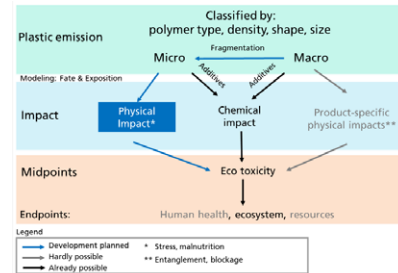 Classified by:
Plastic emission
polymer type, density, shape, size
Fragmentation
Micro
Macro
Additives
Additives
Modeling: Fate & Exposition
Impact
Physical
Impact*
Chemical
impact
Product-specific
physical impacts**
Midpoints
Eco toxicity
Endpoints:
Human health, ecosystem, resources
Legend
Development planned
* Stress, malnutrition
Hardly possible
** Entanglement, blockage
Already possible